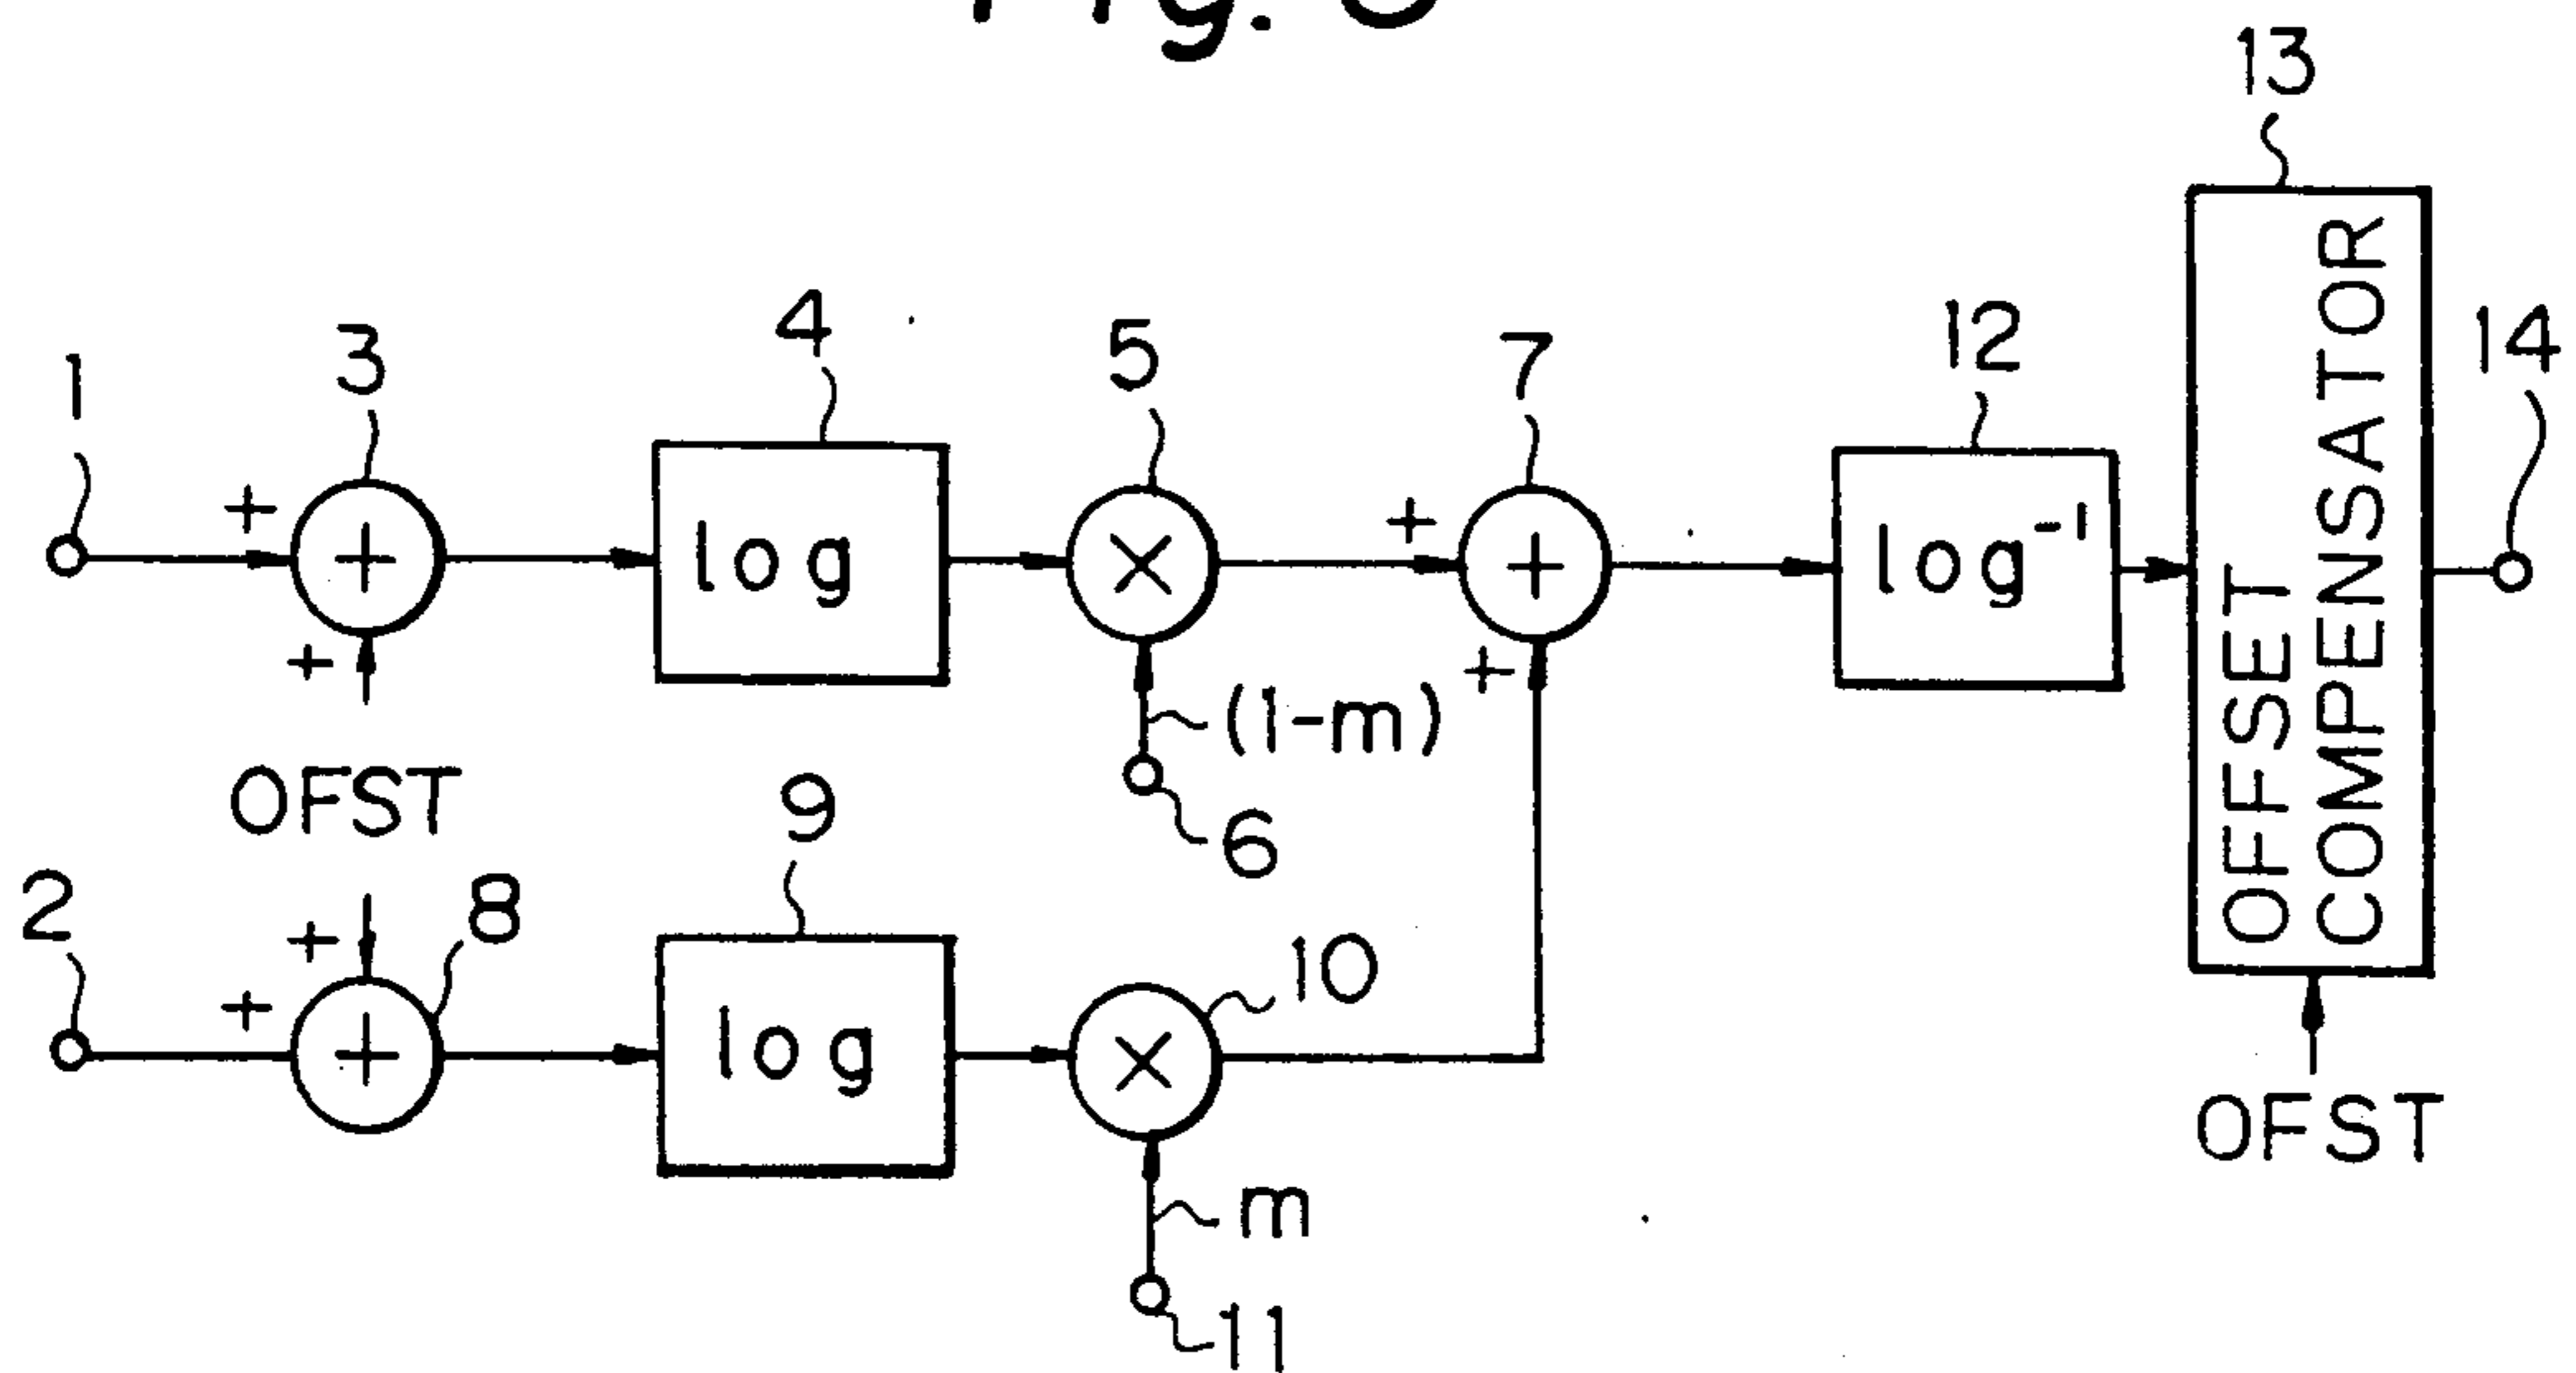 Fig.
13
1
3
4
5
7
12
14
+
+
+
×
+
+
+
log
log⁻¹
OFFSET
COMPENSATOR
(1-m)
6
OFST
2
+
8
9
10
+
+
log
×
m
11
OFST